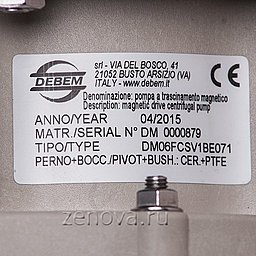 DEBEM
srl - VIA DEL BOSCO, 41
21052 BUSTO ARSIZIO (VA)
ITALY - www.debem.it
Denominazione: pompa a trascinamento magnetico
Description: magnetic drive centrifugal pump
ANNO/YEAR 04/2015
MATR./SERIAL N° DM 0000879
TIPO/TYPE DM06FCSV1BE071
PERNO+BOCC./PIVOT+BUSH.: CER.+PTFE
zenova.ru